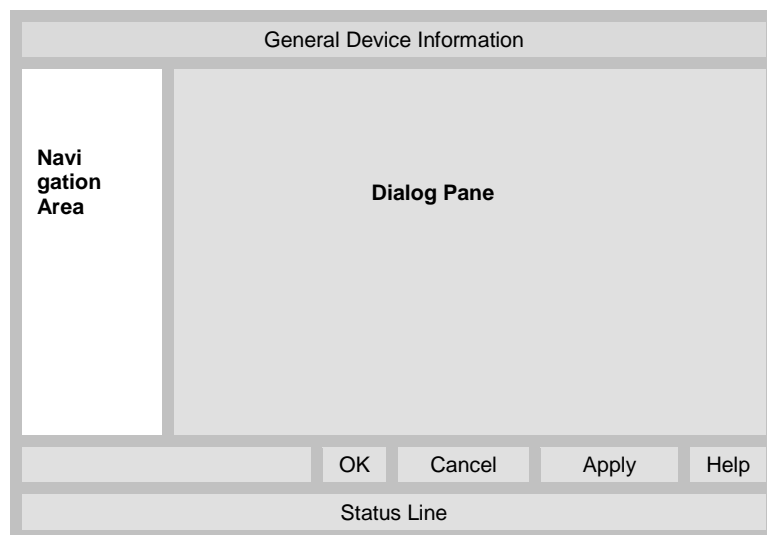 General Device Information
Navi
gation
Area
Dialog Pane
OK Cancel Apply Help
Status Line